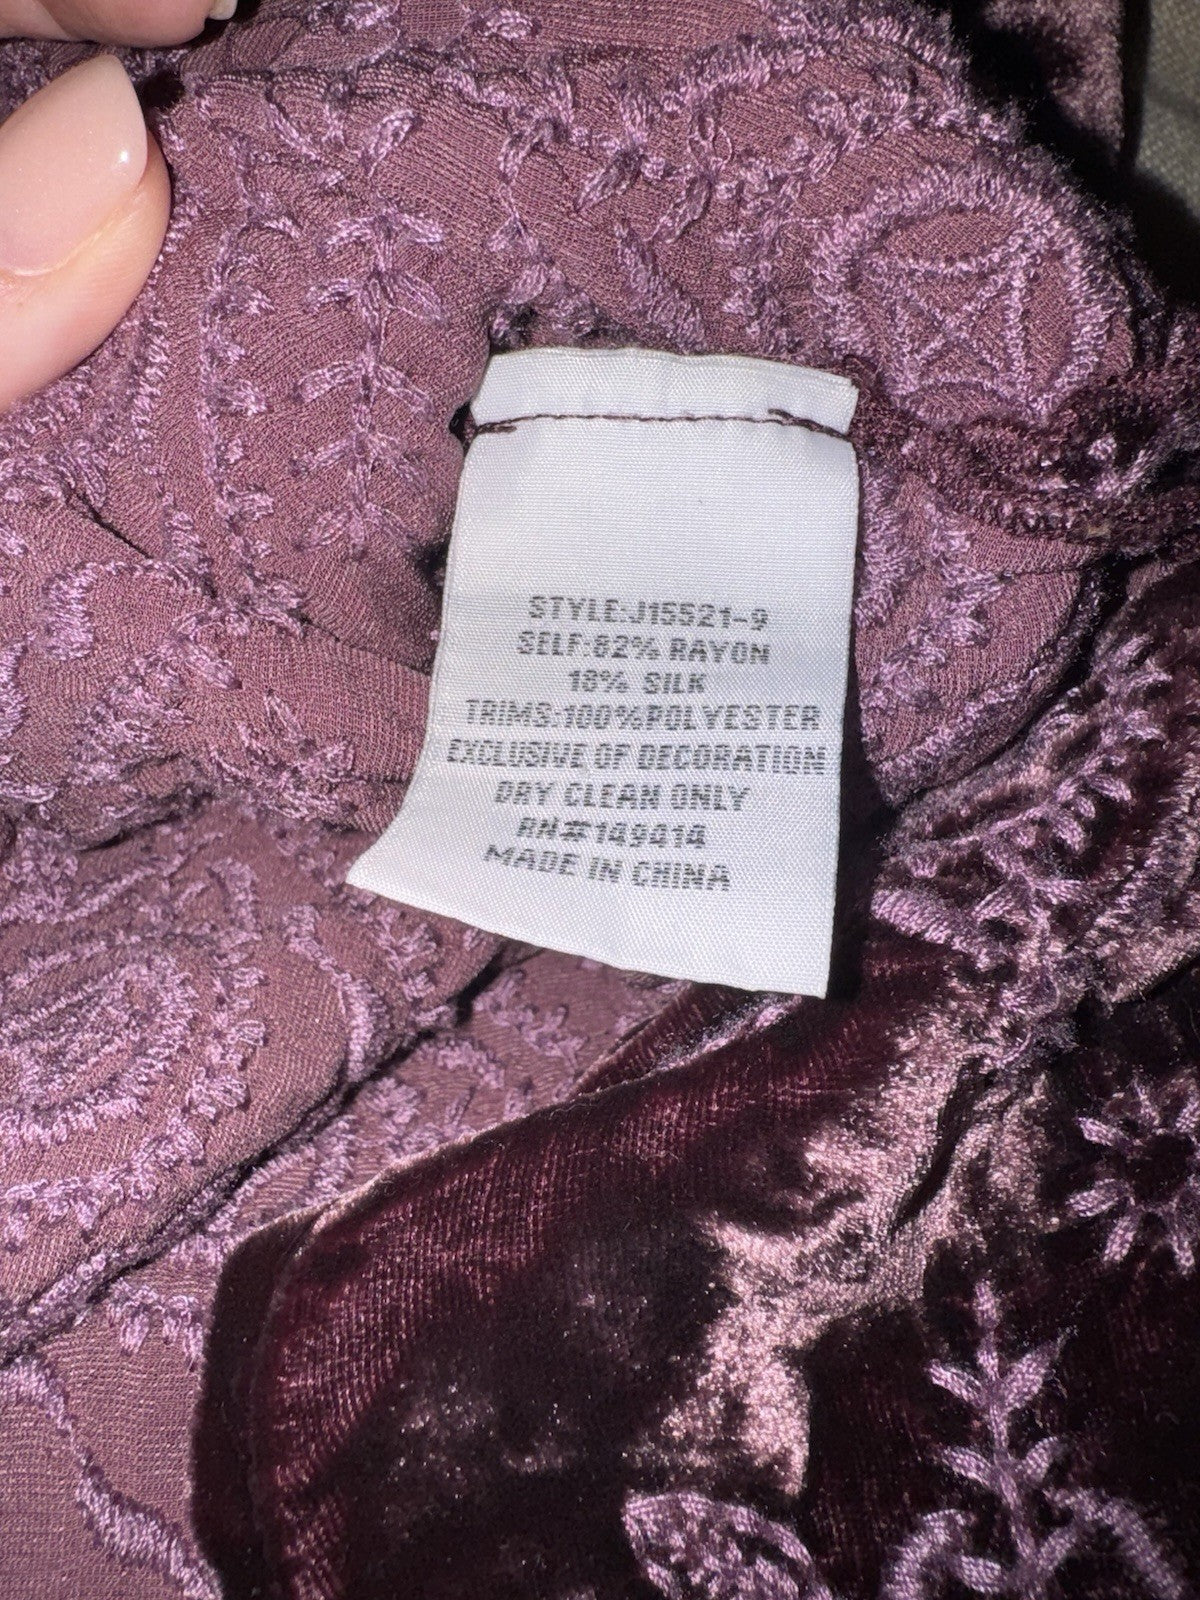 STYLE:J15521-9
SELF:82% RAYON
18% SILK
TRIMS:100%POLYESTER
EXCLUSIVE OF DECORATION
DRY CLEAN ONLY
RN#149414
MADE IN CHINA